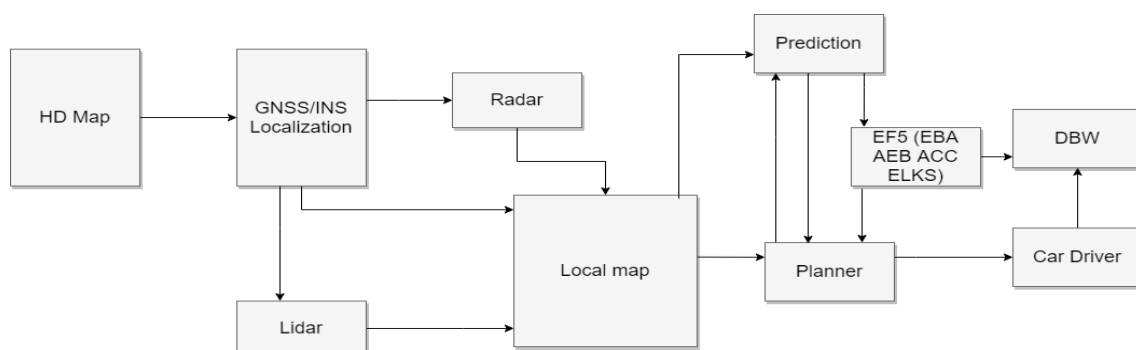 Prediction
HD Map
GNSS/INS
Localization
Radar
EF5 (EBA
AEB ACC
ELKS)
DBW
Local map
Planner
Car Driver
Lidar